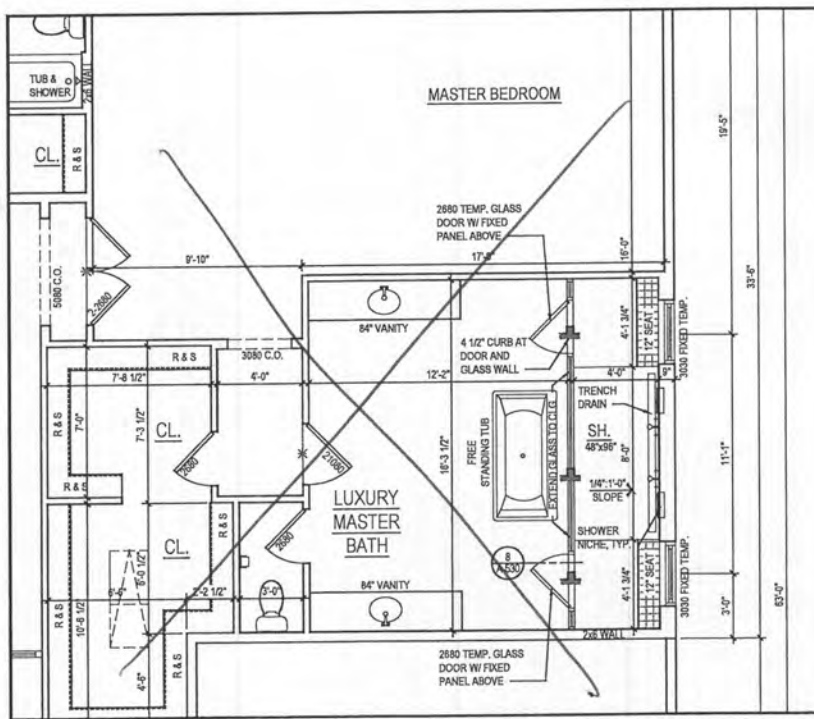 TUB &
SHOWER
2x6 WALL
MASTER BEDROOM
CL.
R & S
19'-5"
2680 TEMP. GLASS
DOOR W/ FIXED
PANEL ABOVE
5080 C.O.
2-2680
9'-10"
16'-0"
33'-6"
84" VANITY
4 1/2" CURB AT
DOOR AND
GLASS WALL
4'-1 3/4"
12" SEAT
3030 FIXED TEMP.
R & S
3080 C.O.
7'-8 1/2"
4'-0"
12'-2"
4'-0"
9"
R & S
7'-0"
7'-3 1/2"
CL.
2680
21080
16'-3 1/2"
FREE
STANDING TUB
EXTEND GLASS TO CLG
TRENCH
DRAIN
SH.
48"x96"
8'-0"
11'-1"
1/4":1'-0"
SLOPE
R & S
LUXURY
MASTER
BATH
SHOWER
NICHE, TYP.
CL.
R & S
2680
8
A-530
R & S
10'-6 1/2"
6'-0 1/2"
2'-2 1/2"
3'-0"
84" VANITY
4'-1 3/4"
12" SEAT
3030 FIXED TEMP.
3'-0"
63'-0"
4'-6"
R & S
2x6 WALL
2680 TEMP. GLASS
DOOR W/ FIXED
PANEL ABOVE